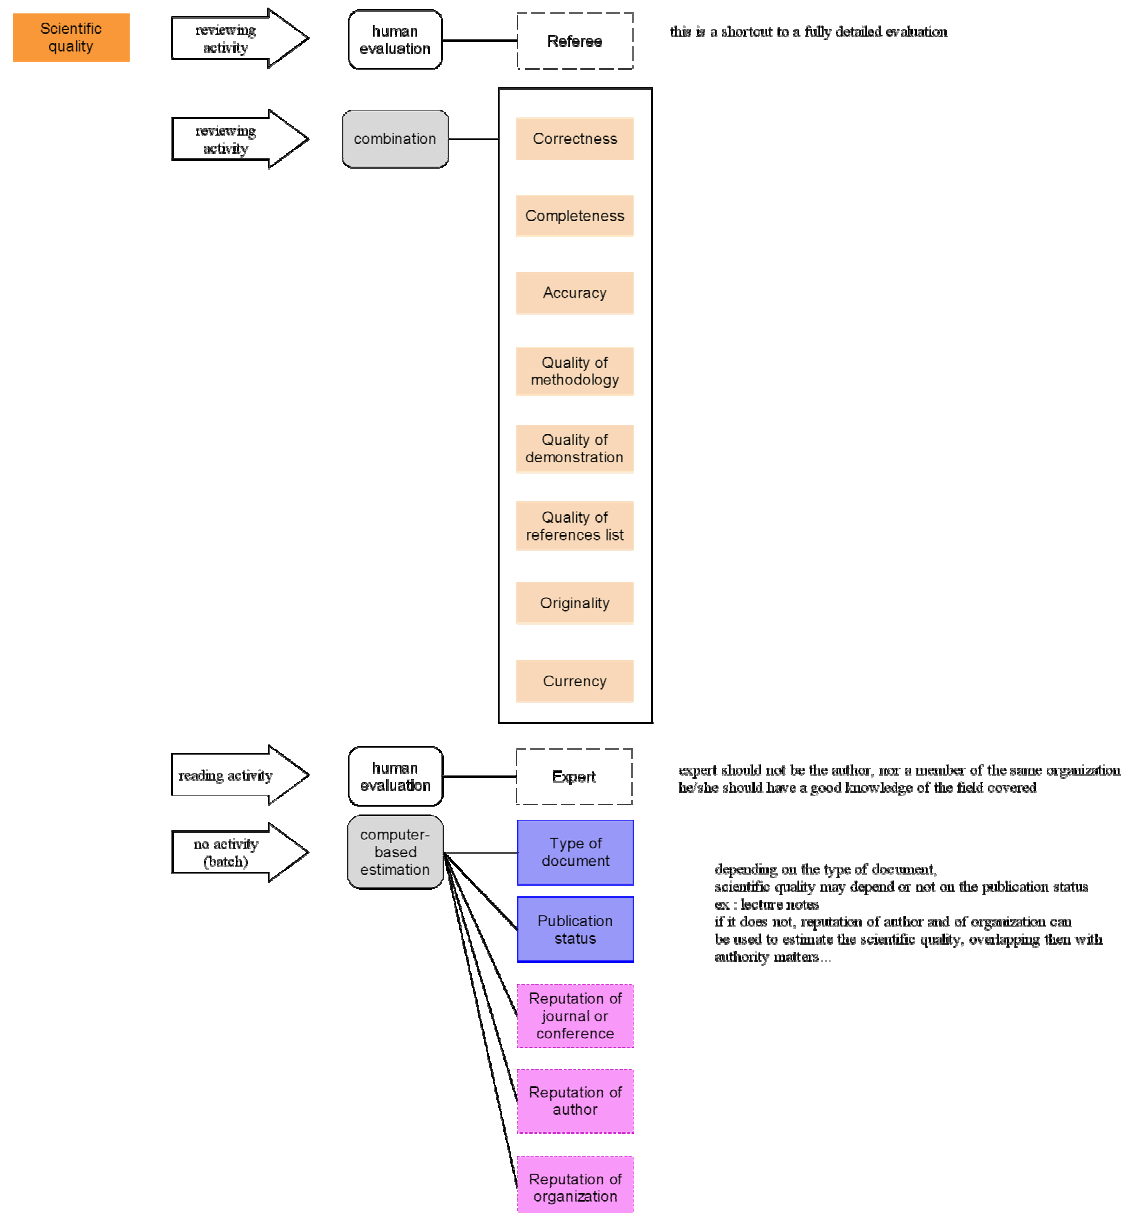 Scientific
quality
reviewing
activity
human
evaluation
Referee
this is a shortcut to a fully detailed evaluation
reviewing
activity
combination
Correctness
Completeness
Accuracy
Quality of
methodology
Quality of
demonstration
Quality of
references list
Originality
Currency
reading activity
human
evaluation
Expert
expert should not be the author, nor a member of the same organization
he/she should have a good knowledge of the field covered
no activity
(batch)
computer-
based
estimation
Type of
document
Publication
status
depending on the type of document,
scientific quality may depend or not on the publication status
ex : lecture notes
if it does not, reputation of author and of organization can
be used to estimate the scientific quality, overlapping then with
authority matters...
Reputation of
journal or
conference
Reputation of
author
Reputation of
organization